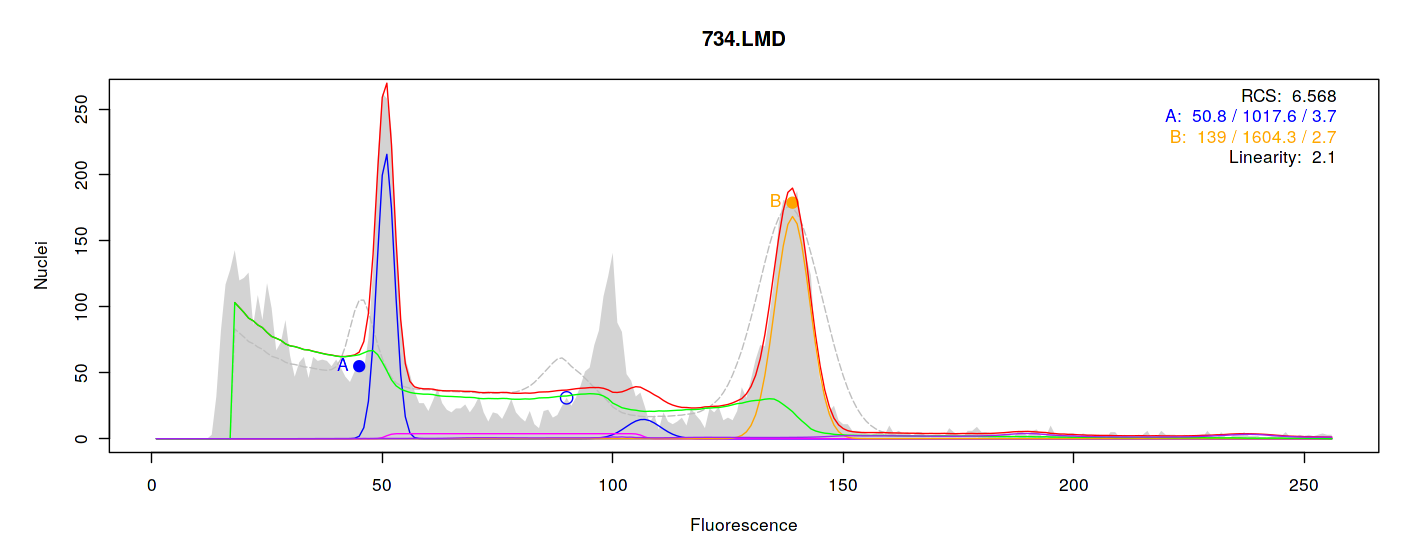 734.LMD
RCS: 6.568
A: 50.8 / 1017.6 / 3.7
B: 139 / 1604.3 / 2.7
Linearity: 2.1
Nuclei
250
200
150
100
50
0
A
B
0 50 100 150 200 250
Fluorescence